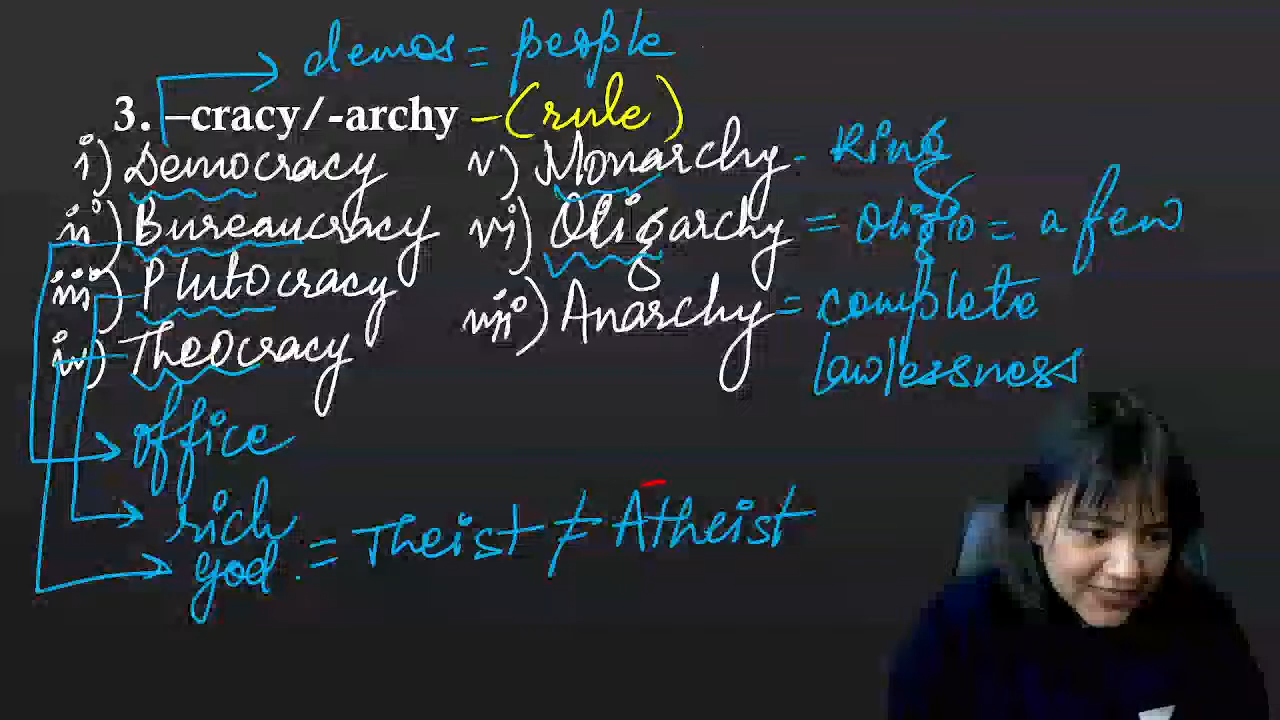 demos = people
3. –cracy/-archy – (rule)
i) Democracy
ii) Bureaucracy
iii) Plutocracy
iv) Theocracy
v) Monarchy - King
vi) Oligarchy = Oligio = a few
vii) Anarchy = complete
lawlessness
office
rich
god. = Theist ≠ Atheist